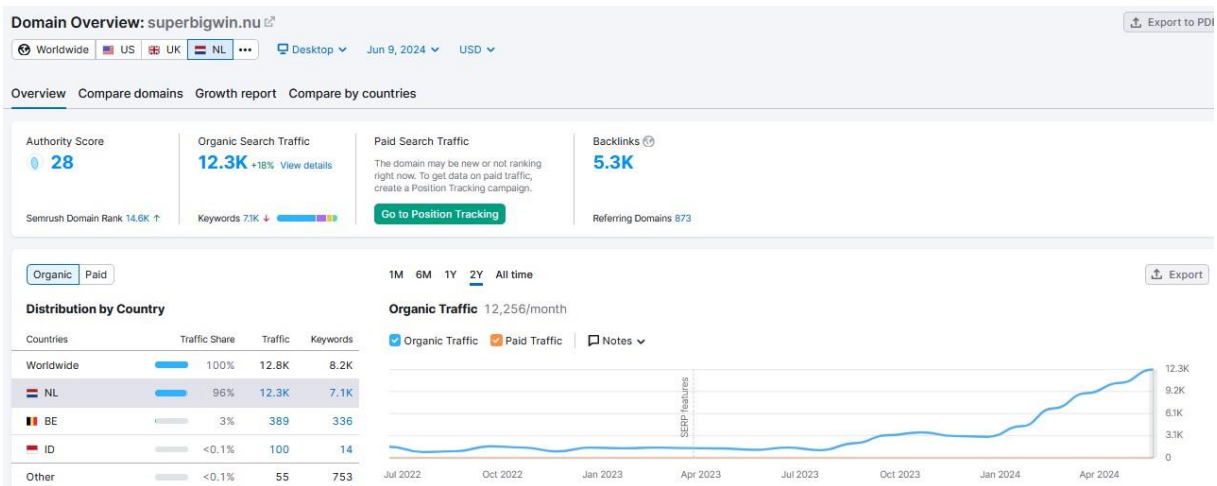 Domain Overview: superbigwin.nu
Export to PDF
Worldwide US UK NL ••• Desktop Jun 9, 2024 USD
Overview Compare domains Growth report Compare by countries
Authority Score
28
Semrush Domain Rank 14.6K ↑
Organic Search Traffic
12.3K +18% View details
Keywords 7.1K ↓
Paid Search Traffic
The domain may be new or not ranking
right now. To get data on paid traffic,
create a Position Tracking campaign.
Go to Position Tracking
Backlinks
5.3K
Referring Domains 873
Organic Paid
Distribution by Country
Countries Traffic Share Traffic Keywords
Worldwide 100% 12.8K 8.2K
NL 96% 12.3K 7.1K
BE 3% 389 336
ID <0.1% 100 14
Other <0.1% 55 753
1M 6M 1Y 2Y All time
Export
Organic Traffic 12,256/month
Organic Traffic Paid Traffic Notes
SERP features
12.3K
9.2K
6.1K
3.1K
0
Jul 2022 Oct 2022 Jan 2023 Apr 2023 Jul 2023 Oct 2023 Jan 2024 Apr 2024